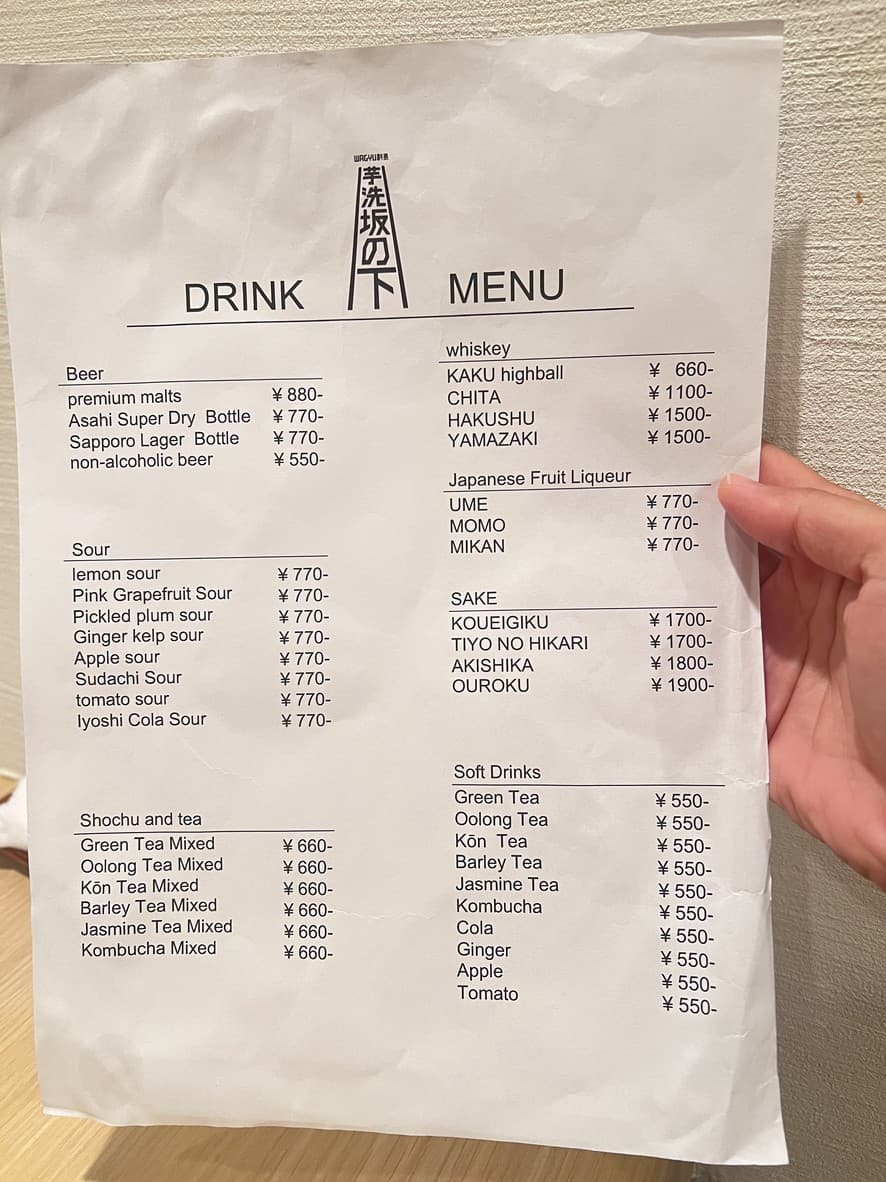 WAGYU割烹
芋洗坂の下
DRINK MENU
Beer
premium malts ¥ 880-
Asahi Super Dry Bottle ¥ 770-
Sapporo Lager Bottle ¥ 770-
non-alcoholic beer ¥ 550-
Sour
lemon sour ¥ 770-
Pink Grapefruit Sour ¥ 770-
Pickled plum sour ¥ 770-
Ginger kelp sour ¥ 770-
Apple sour ¥ 770-
Sudachi Sour ¥ 770-
tomato sour ¥ 770-
Iyoshi Cola Sour ¥ 770-
Shochu and tea
Green Tea Mixed ¥ 660-
Oolong Tea Mixed ¥ 660-
Kōn Tea Mixed ¥ 660-
Barley Tea Mixed ¥ 660-
Jasmine Tea Mixed ¥ 660-
Kombucha Mixed ¥ 660-
whiskey
KAKU highball ¥ 660-
CHITA ¥ 1100-
HAKUSHU ¥ 1500-
YAMAZAKI ¥ 1500-
Japanese Fruit Liqueur
UME ¥ 770-
MOMO ¥ 770-
MIKAN ¥ 770-
SAKE
KOUEIGIKU ¥ 1700-
TIYO NO HIKARI ¥ 1700-
AKISHIKA ¥ 1800-
OUROKU ¥ 1900-
Soft Drinks
Green Tea ¥ 550-
Oolong Tea ¥ 550-
Kōn Tea ¥ 550-
Barley Tea ¥ 550-
Jasmine Tea ¥ 550-
Kombucha ¥ 550-
Cola ¥ 550-
Ginger ¥ 550-
Apple ¥ 550-
Tomato ¥ 550-